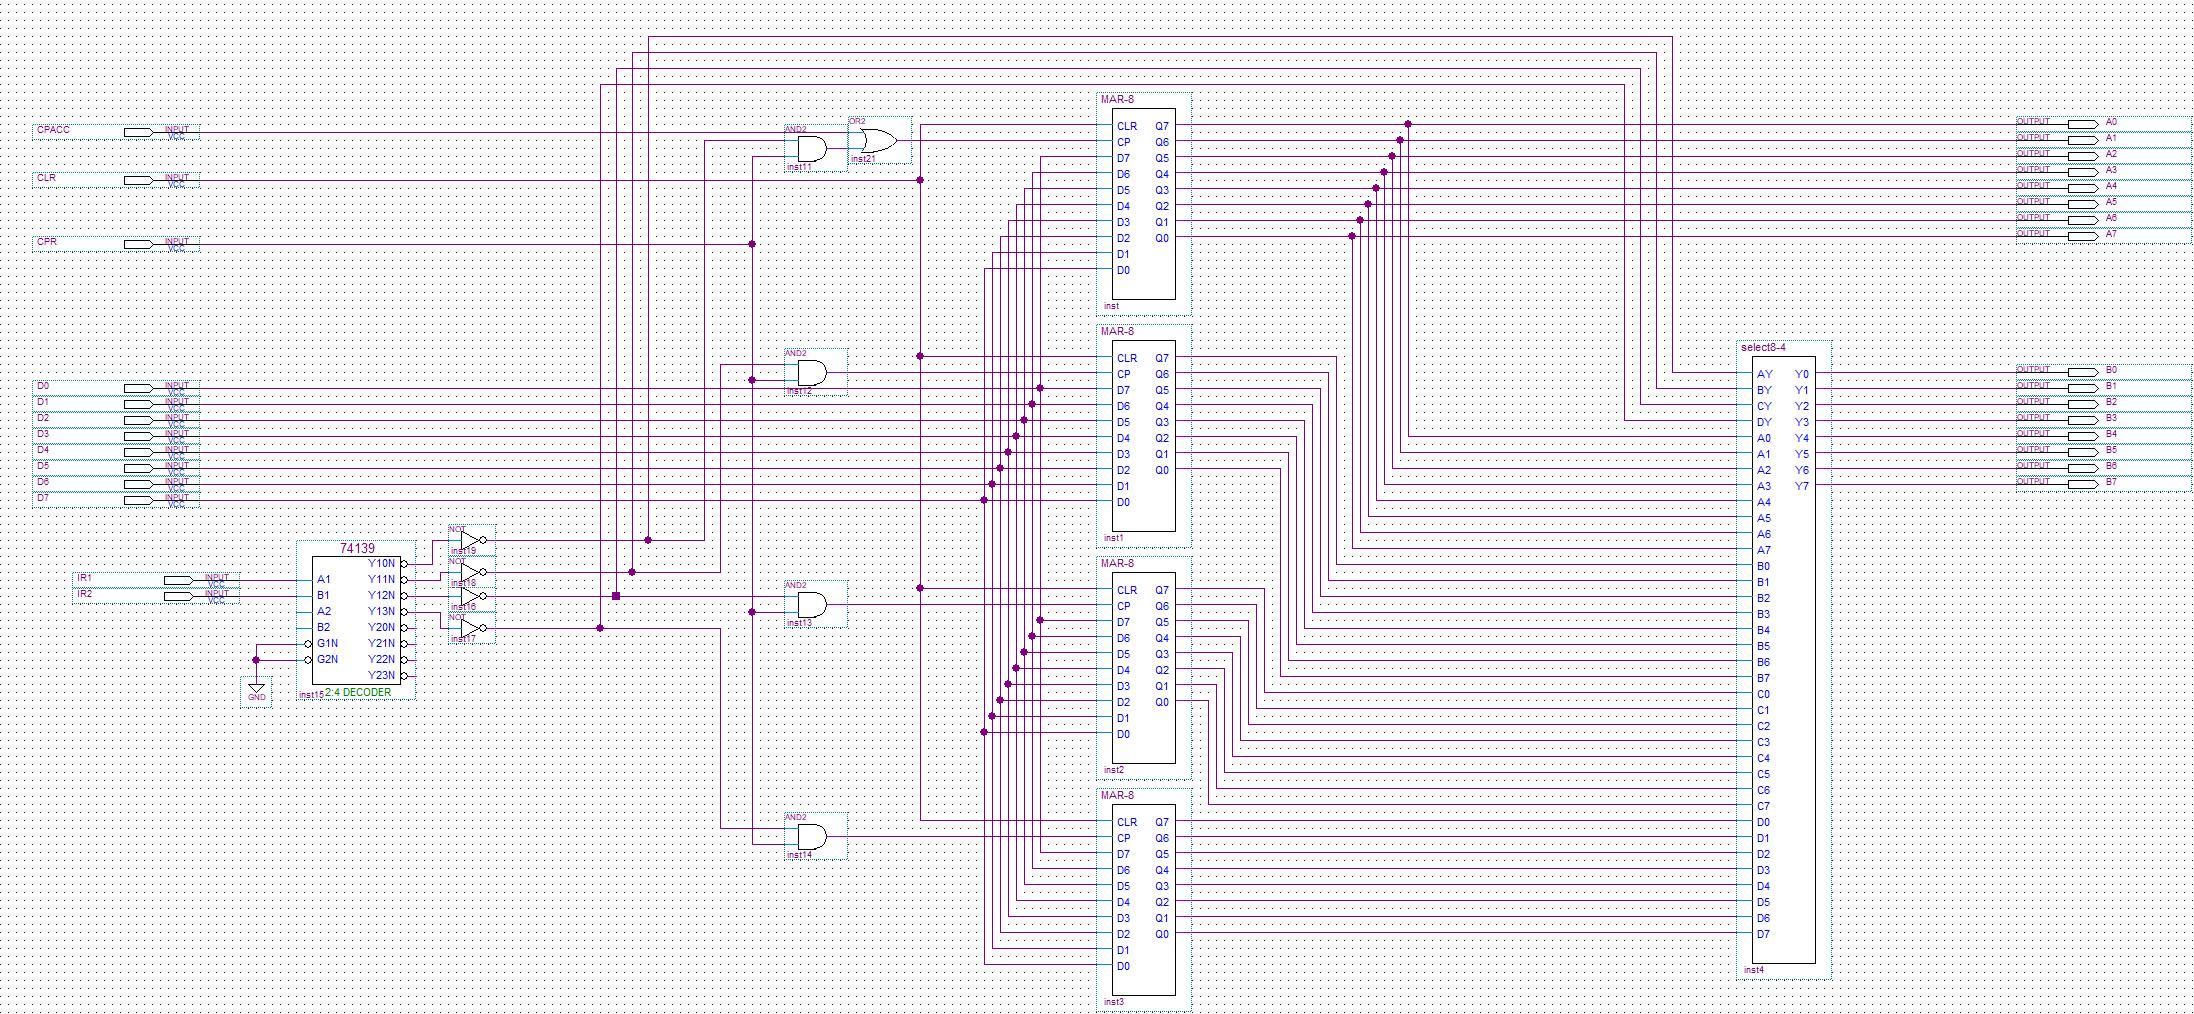 CPACC INPUT VCC
CLR INPUT VCC
CPR INPUT VCC
D0 INPUT VCC
D1 INPUT VCC
D2 INPUT VCC
D3 INPUT VCC
D4 INPUT VCC
D5 INPUT VCC
D6 INPUT VCC
D7 INPUT VCC
IR1 INPUT VCC
IR2 INPUT VCC
GND
74139
A1 Y10N
B1 Y11N
A2 Y12N
B2 Y13N
G1N Y20N
G2N Y21N
Y22N
Y23N
inst15 2:4 DECODER
NOT
inst19
NOT
inst18
NOT
inst16
NOT
inst17
AND2
inst11
OR2
inst21
AND2
inst12
AND2
inst13
AND2
inst14
MAR-8
CLR Q7
CP Q6
D7 Q5
D6 Q4
D5 Q3
D4 Q2
D3 Q1
D2 Q0
D1
D0
inst
MAR-8
CLR Q7
CP Q6
D7 Q5
D6 Q4
D5 Q3
D4 Q2
D3 Q1
D2 Q0
D1
D0
inst1
MAR-8
CLR Q7
CP Q6
D7 Q5
D6 Q4
D5 Q3
D4 Q2
D3 Q1
D2 Q0
D1
D0
inst2
MAR-8
CLR Q7
CP Q6
D7 Q5
D6 Q4
D5 Q3
D4 Q2
D3 Q1
D2 Q0
D1
D0
inst3
select8-4
AY Y0
BY Y1
CY Y2
DY Y3
A0 Y4
A1 Y5
A2 Y6
A3 Y7
A4
A5
A6
A7
B0
B1
B2
B3
B4
B5
B6
B7
C0
C1
C2
C3
C4
C5
C6
C7
D0
D1
D2
D3
D4
D5
D6
D7
inst4
OUTPUT A0
OUTPUT A1
OUTPUT A2
OUTPUT A3
OUTPUT A4
OUTPUT A5
OUTPUT A6
OUTPUT A7
OUTPUT B0
OUTPUT B1
OUTPUT B2
OUTPUT B3
OUTPUT B4
OUTPUT B5
OUTPUT B6
OUTPUT B7